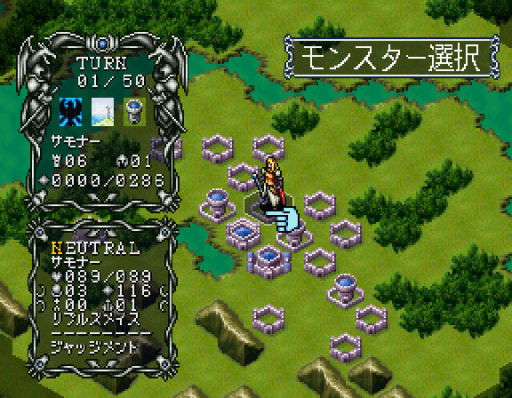 モンスター選択
TURN
01/50
サモナー
06 01
0000/0286
NEUTRAL
サモナー
089/089
03 116
00 01
リプルスメイス
ジャッジメント